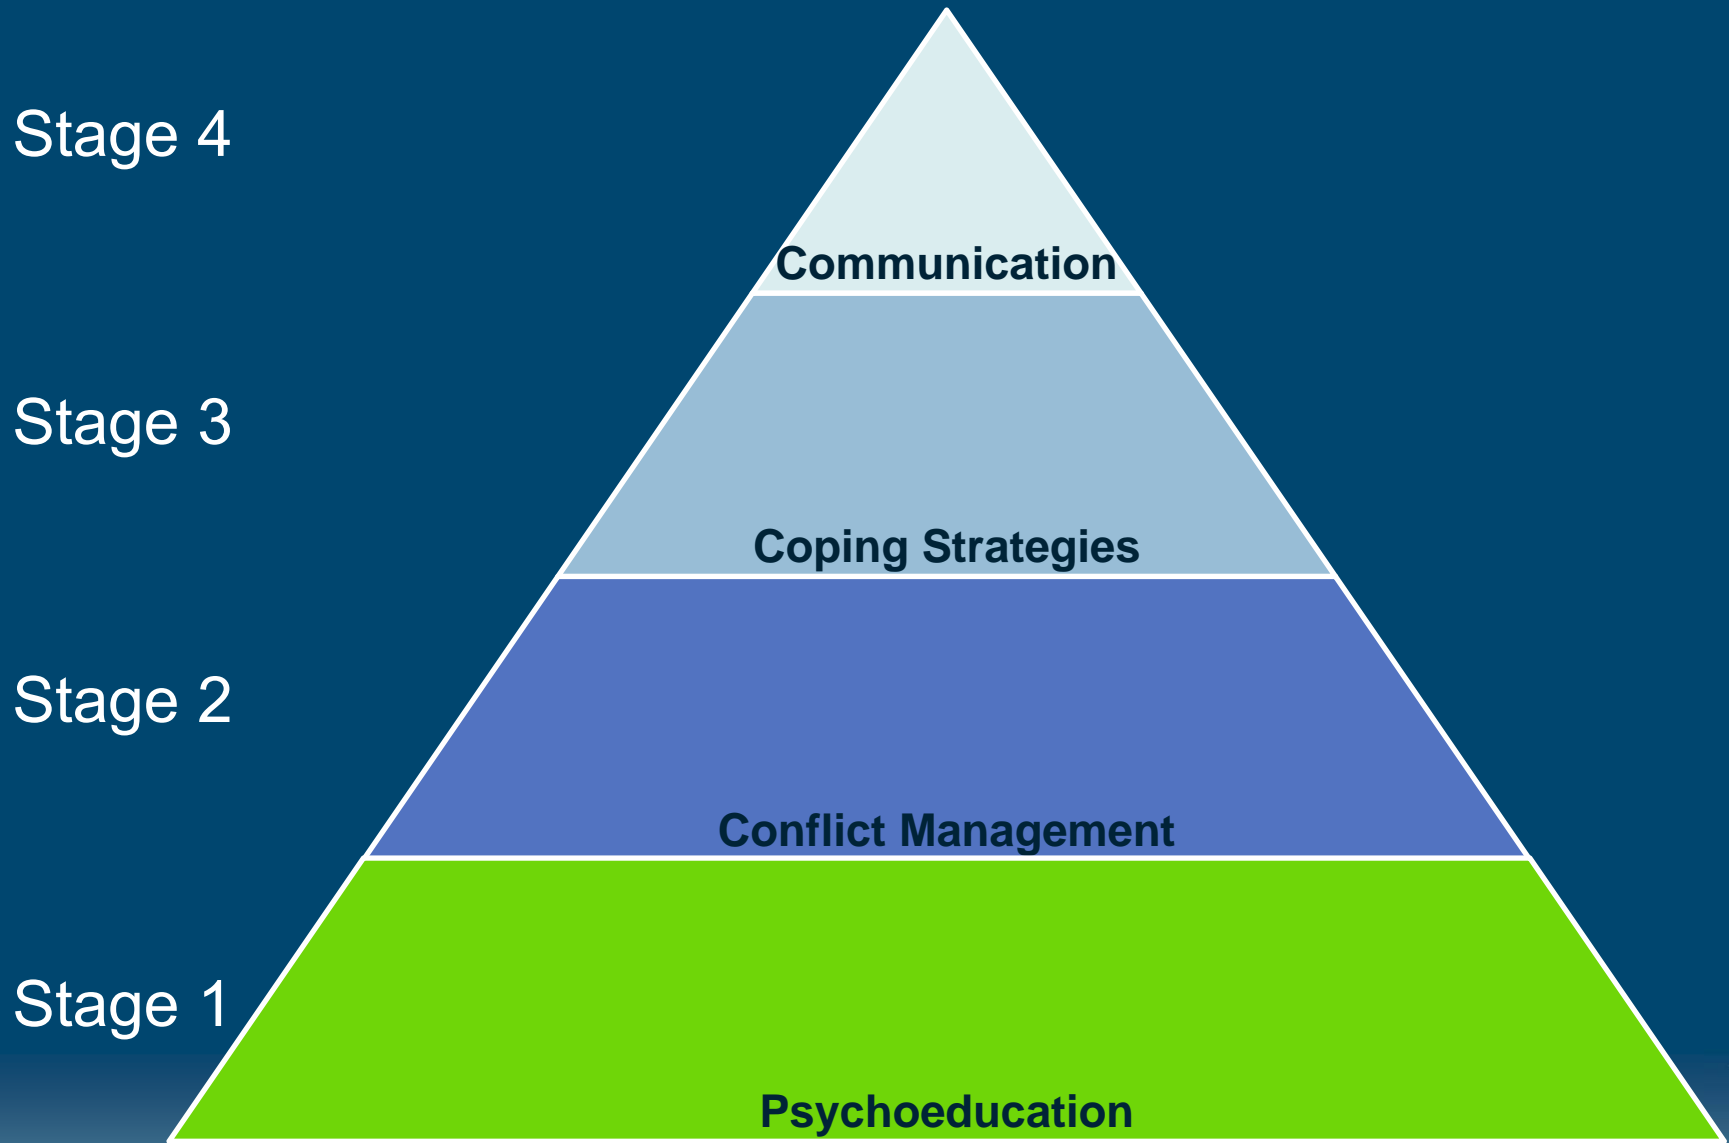 Stage 4
Communication
Stage 3
Coping Strategies
Stage 2
Conflict Management
Stage 1
Psychoeducation